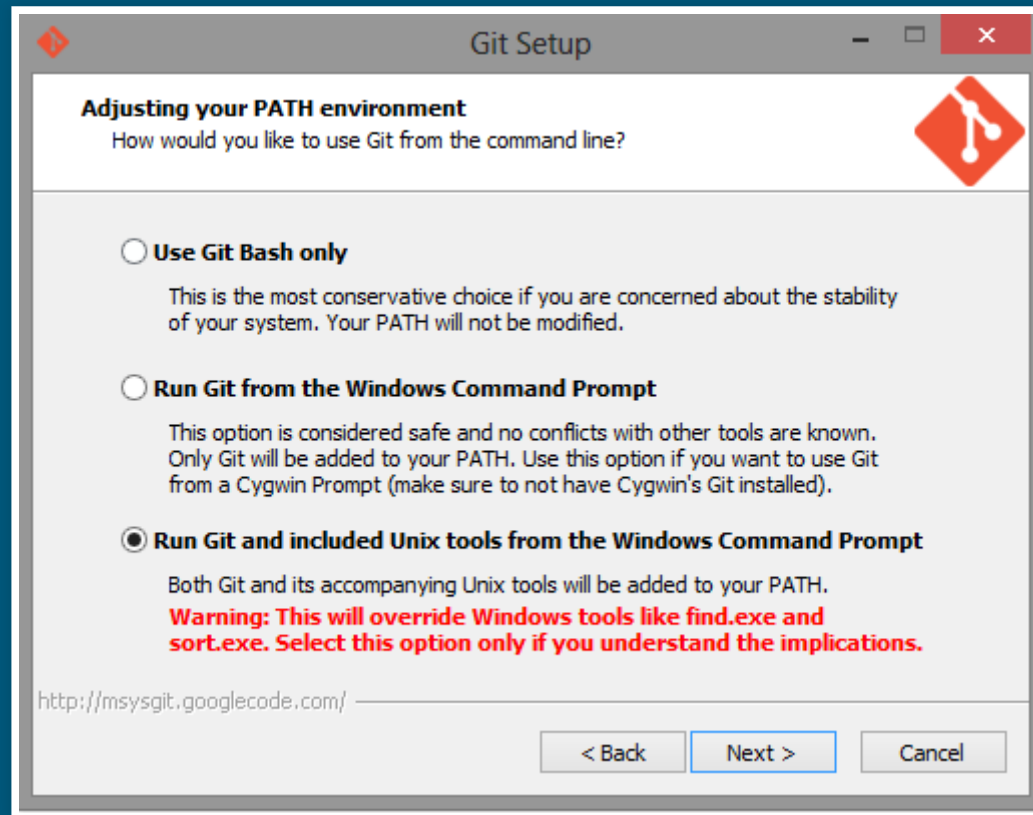 Git Setup
Adjusting your PATH environment
How would you like to use Git from the command line?
Use Git Bash only
This is the most conservative choice if you are concerned about the stability
of your system. Your PATH will not be modified.
Run Git from the Windows Command Prompt
This option is considered safe and no conflicts with other tools are known.
Only Git will be added to your PATH. Use this option if you want to use Git
from a Cygwin Prompt (make sure to not have Cygwin's Git installed).
Run Git and included Unix tools from the Windows Command Prompt
Both Git and its accompanying Unix tools will be added to your PATH.
Warning: This will override Windows tools like find.exe and
sort.exe. Select this option only if you understand the implications.
http://msysgit.googlecode.com/
< Back Next > Cancel